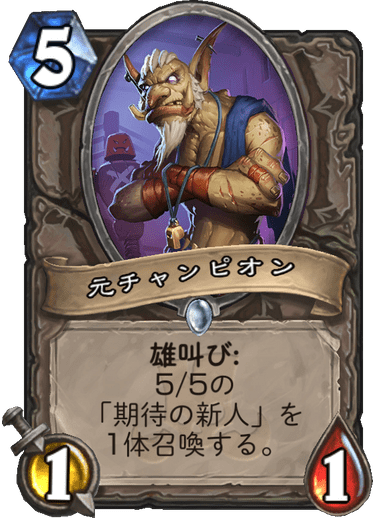 5
元チャンピオン
雄叫び:
5/5の
「期待の新人」を
1体召喚する。
1
1